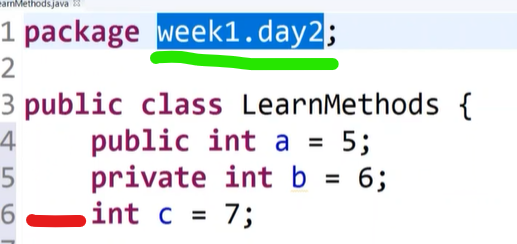 earnMethods.java
1 package week1.day2;
2
3 public class LearnMethods {
4 public int a = 5;
5 private int b = 6;
6 int c = 7;